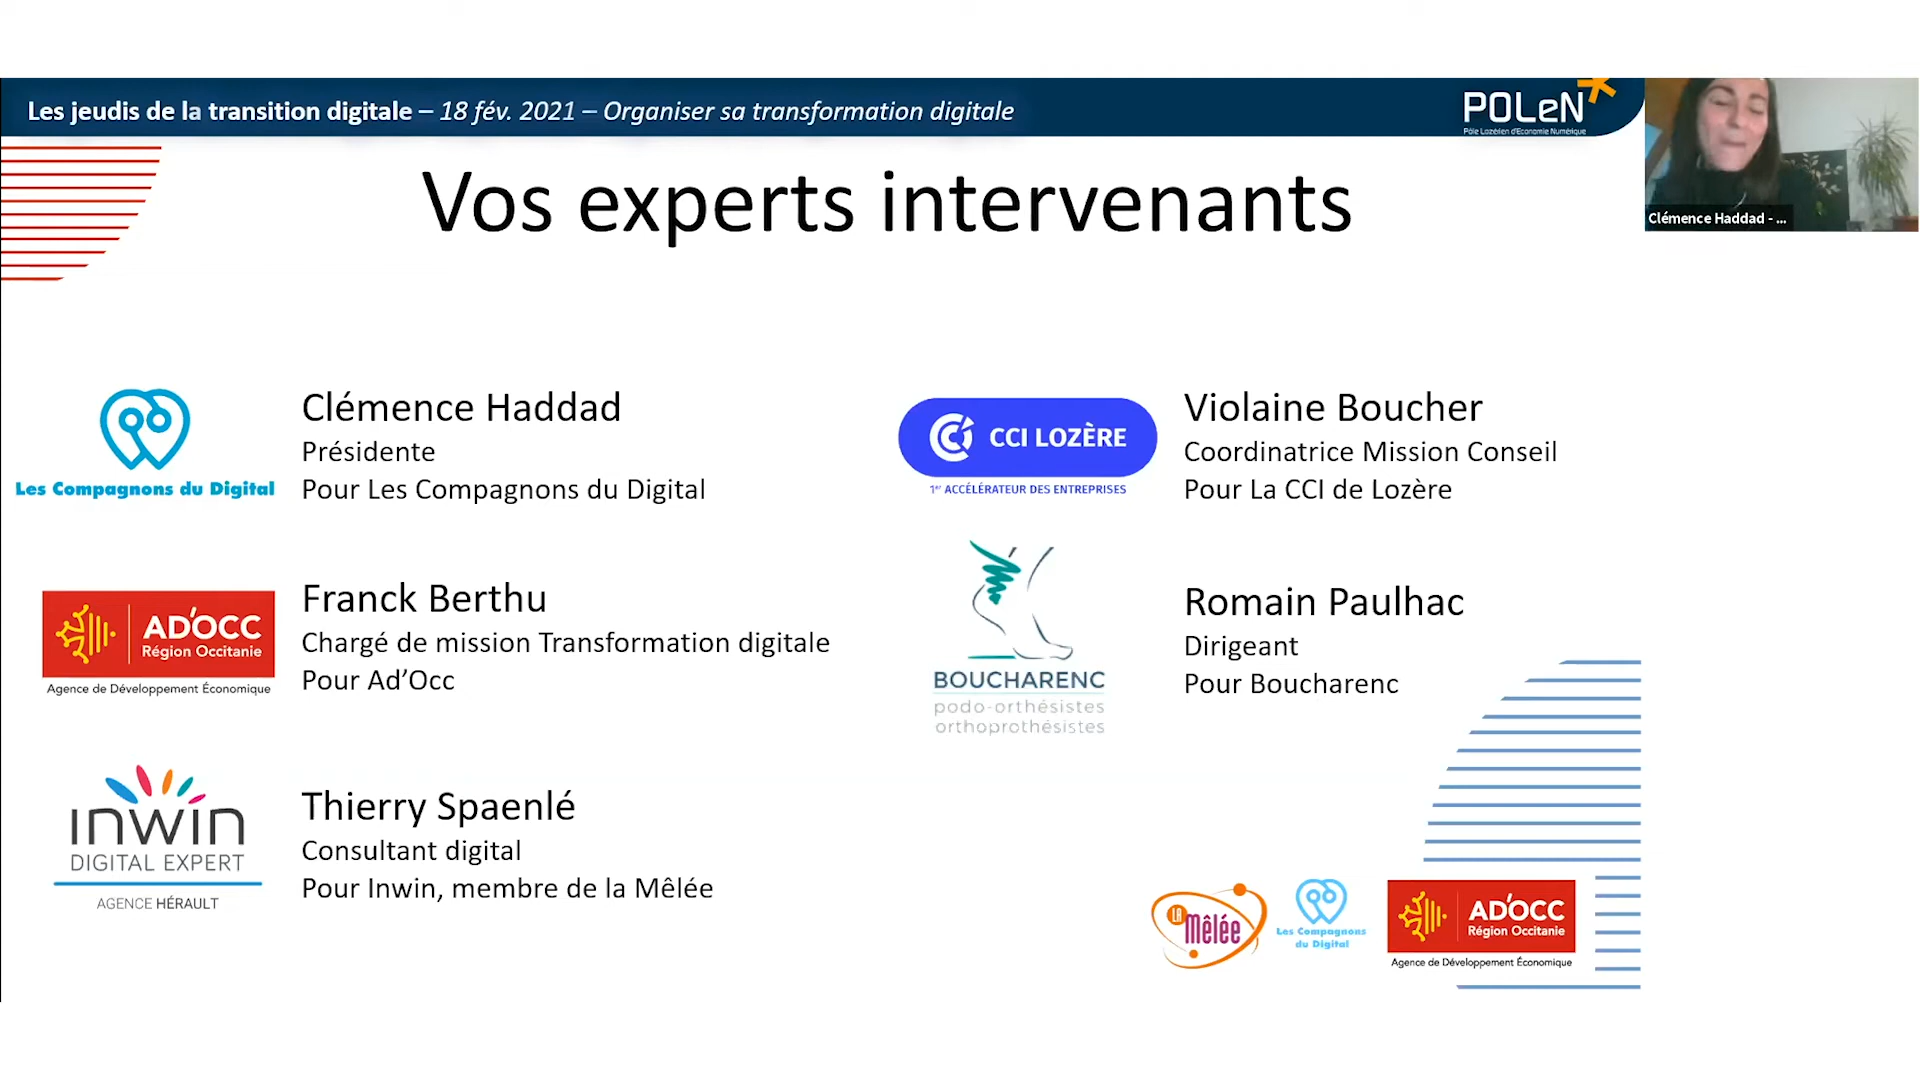 Les jeudis de la transition digitale – 18 fév. 2021 – Organiser sa transformation digitale
POLeN
Pôle Lozérien d'Economie Numérique
Clémence Haddad - ...
Vos experts intervenants
Les Compagnons du Digital
Clémence Haddad
Présidente
Pour Les Compagnons du Digital
CCI LOZÈRE
1er ACCÉLÉRATEUR DES ENTREPRISES
Violaine Boucher
Coordinatrice Mission Conseil
Pour La CCI de Lozère
AD'OCC
Région Occitanie
Agence de Développement Économique
Franck Berthu
Chargé de mission Transformation digitale
Pour Ad’Occ
BOUCHARENC
podo-orthésistes
orthoprothésistes
Romain Paulhac
Dirigeant
Pour Boucharenc
inwin
DIGITAL EXPERT
AGENCE HÉRAULT
Thierry Spaenlé
Consultant digital
Pour Inwin, membre de la Mêlée
LA mêlée
Les Compagnons
du Digital
AD'OCC
Région Occitanie
Agence de Développement Économique